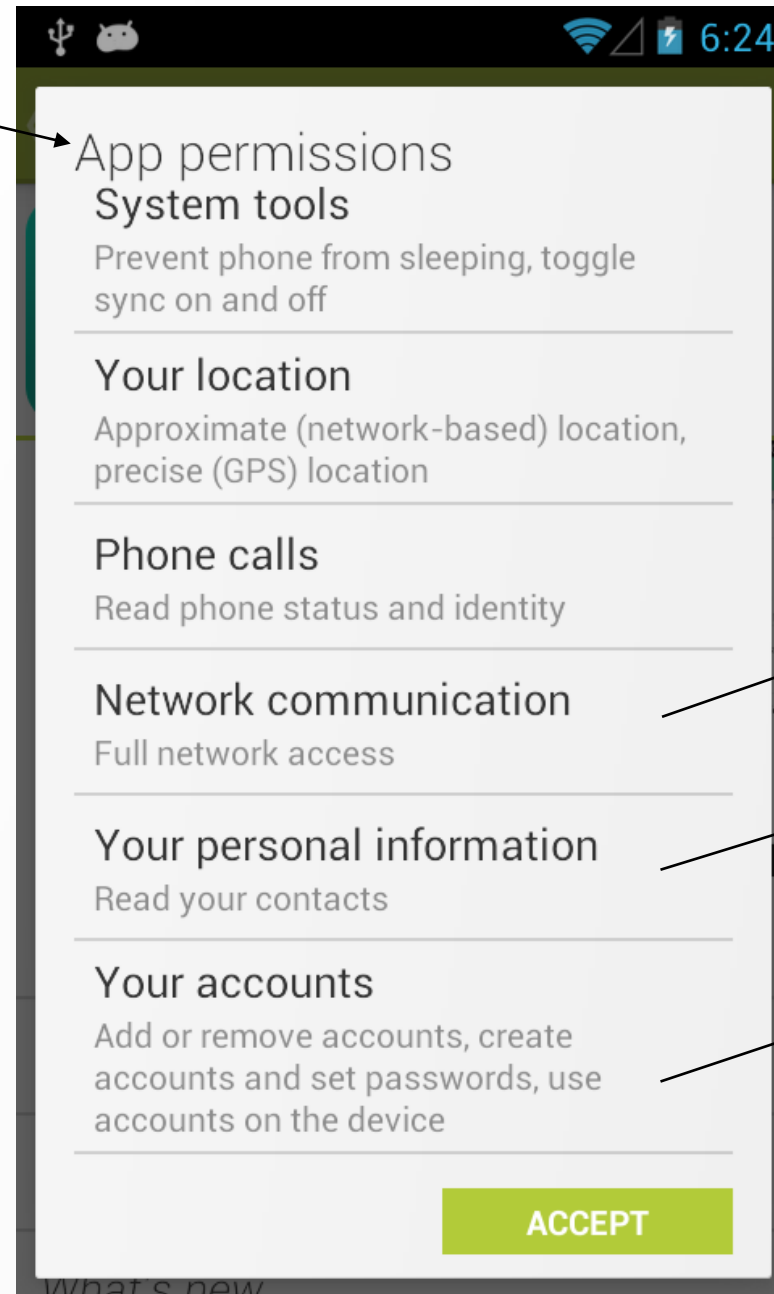 6:24
App permissions
System tools
Prevent phone from sleeping, toggle
sync on and off
Your location
Approximate (network-based) location,
precise (GPS) location
Phone calls
Read phone status and identity
Network communication
Full network access
Your personal information
Read your contacts
Your accounts
Add or remove accounts, create
accounts and set passwords, use
accounts on the device
ACCEPT
What's new